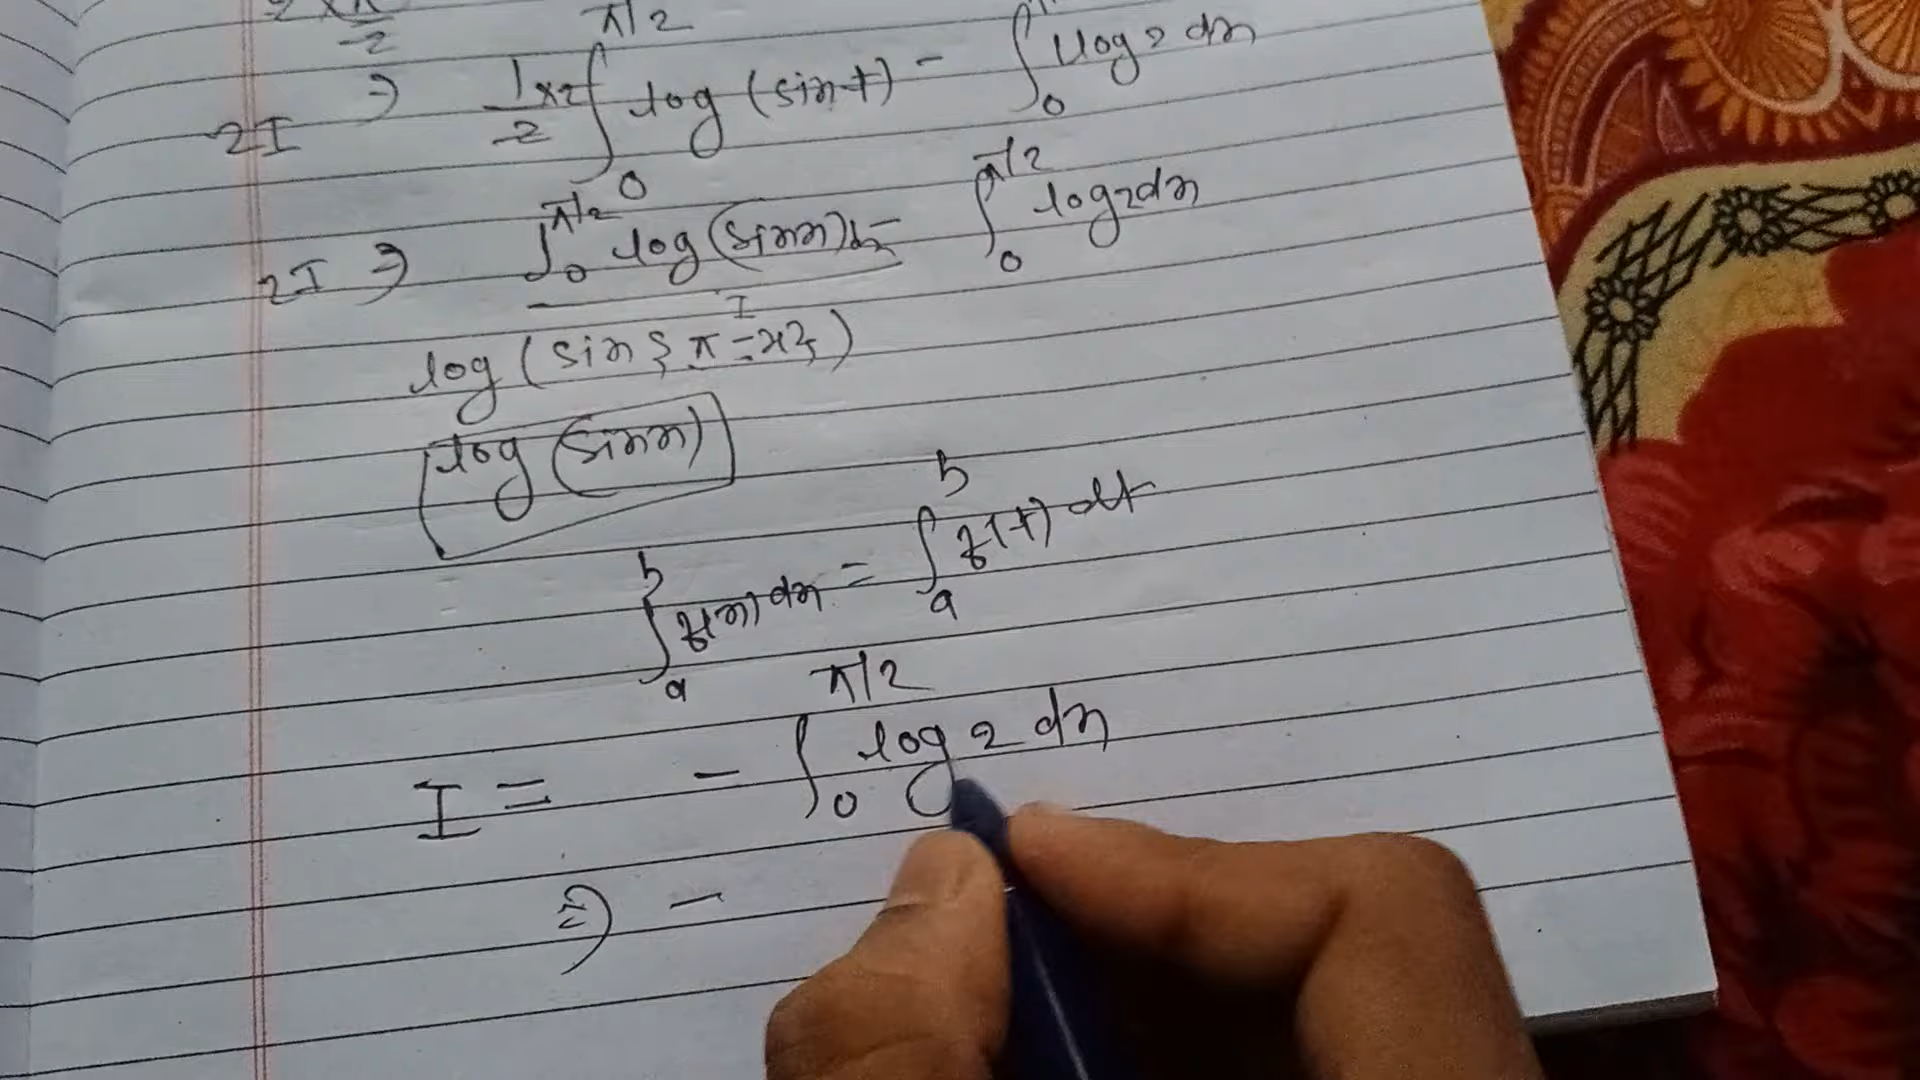 π/2
2I ⇒ 1×2/2 ∫₀ log (sin t) - ∫₀ log 2 dx
2I ⇒ ∫₀^π/2 log (sin x) dx - ∫₀^π/2 log 2 dx
I
log (sin { π - x } )
log (sin x)
∫ₐᵇ f(x) dx = ∫ₐᵇ f(t) dt
I = - ∫₀^π/2 log 2 dx
⇒ -